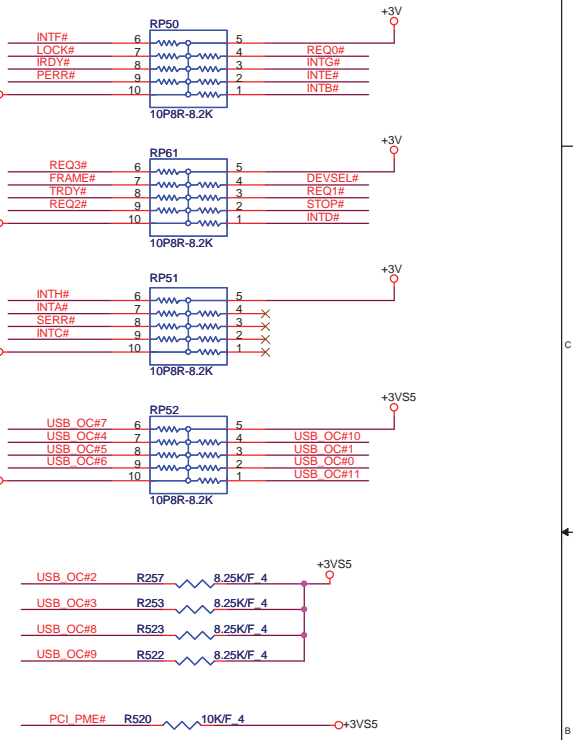 +3V
RP50
INTF# 6 5
LOCK# 7 4 REQ0#
IRDY# 8 3 INTG#
PERR# 9 2 INTE#
10 1 INTB#
10P8R-8.2K
+3V
RP61
REQ3# 6 5
FRAME# 7 4 DEVSEL#
TRDY# 8 3 REQ1#
REQ2# 9 2 STOP#
10 1 INTD#
10P8R-8.2K
+3V
RP51
INTH# 6 5
INTA# 7 4
SERR# 8 3
INTC# 9 2
10 1
10P8R-8.2K
C
+3VS5
RP52
USB_OC#7 6 5
USB_OC#4 7 4 USB_OC#10
USB_OC#5 8 3 USB_OC#1
USB_OC#6 9 2 USB_OC#0
10 1 USB_OC#11
10P8R-8.2K
+3VS5
USB_OC#2 R257 8.25K/F_4
USB_OC#3 R253 8.25K/F_4
USB_OC#8 R523 8.25K/F_4
USB_OC#9 R522 8.25K/F_4
PCI_PME# R520 10K/F_4 +3VS5
B